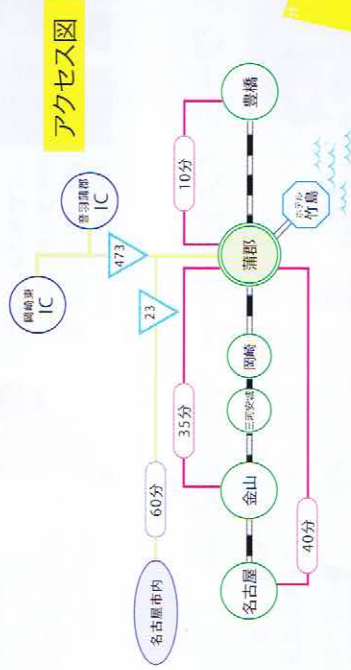 アクセス図
岡崎東
IC
音羽蒲郡
IC
473
23
60分
名古屋市内
10分
35分
40分
名古屋
金山
三河安城
岡崎
蒲郡
豊橋
ホテル
竹島